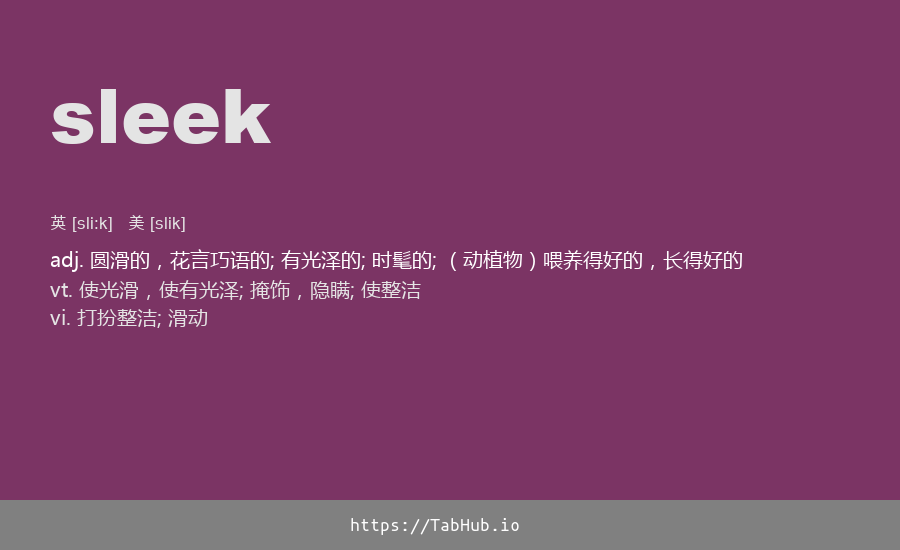 sleek
英 [sli:k] 美 [slik]
adj. 圆滑的，花言巧语的; 有光泽的; 时髦的; （动植物）喂养得好的，长得好的
vt. 使光滑，使有光泽; 掩饰，隐瞒; 使整洁
vi. 打扮整洁; 滑动
https://TabHub.io